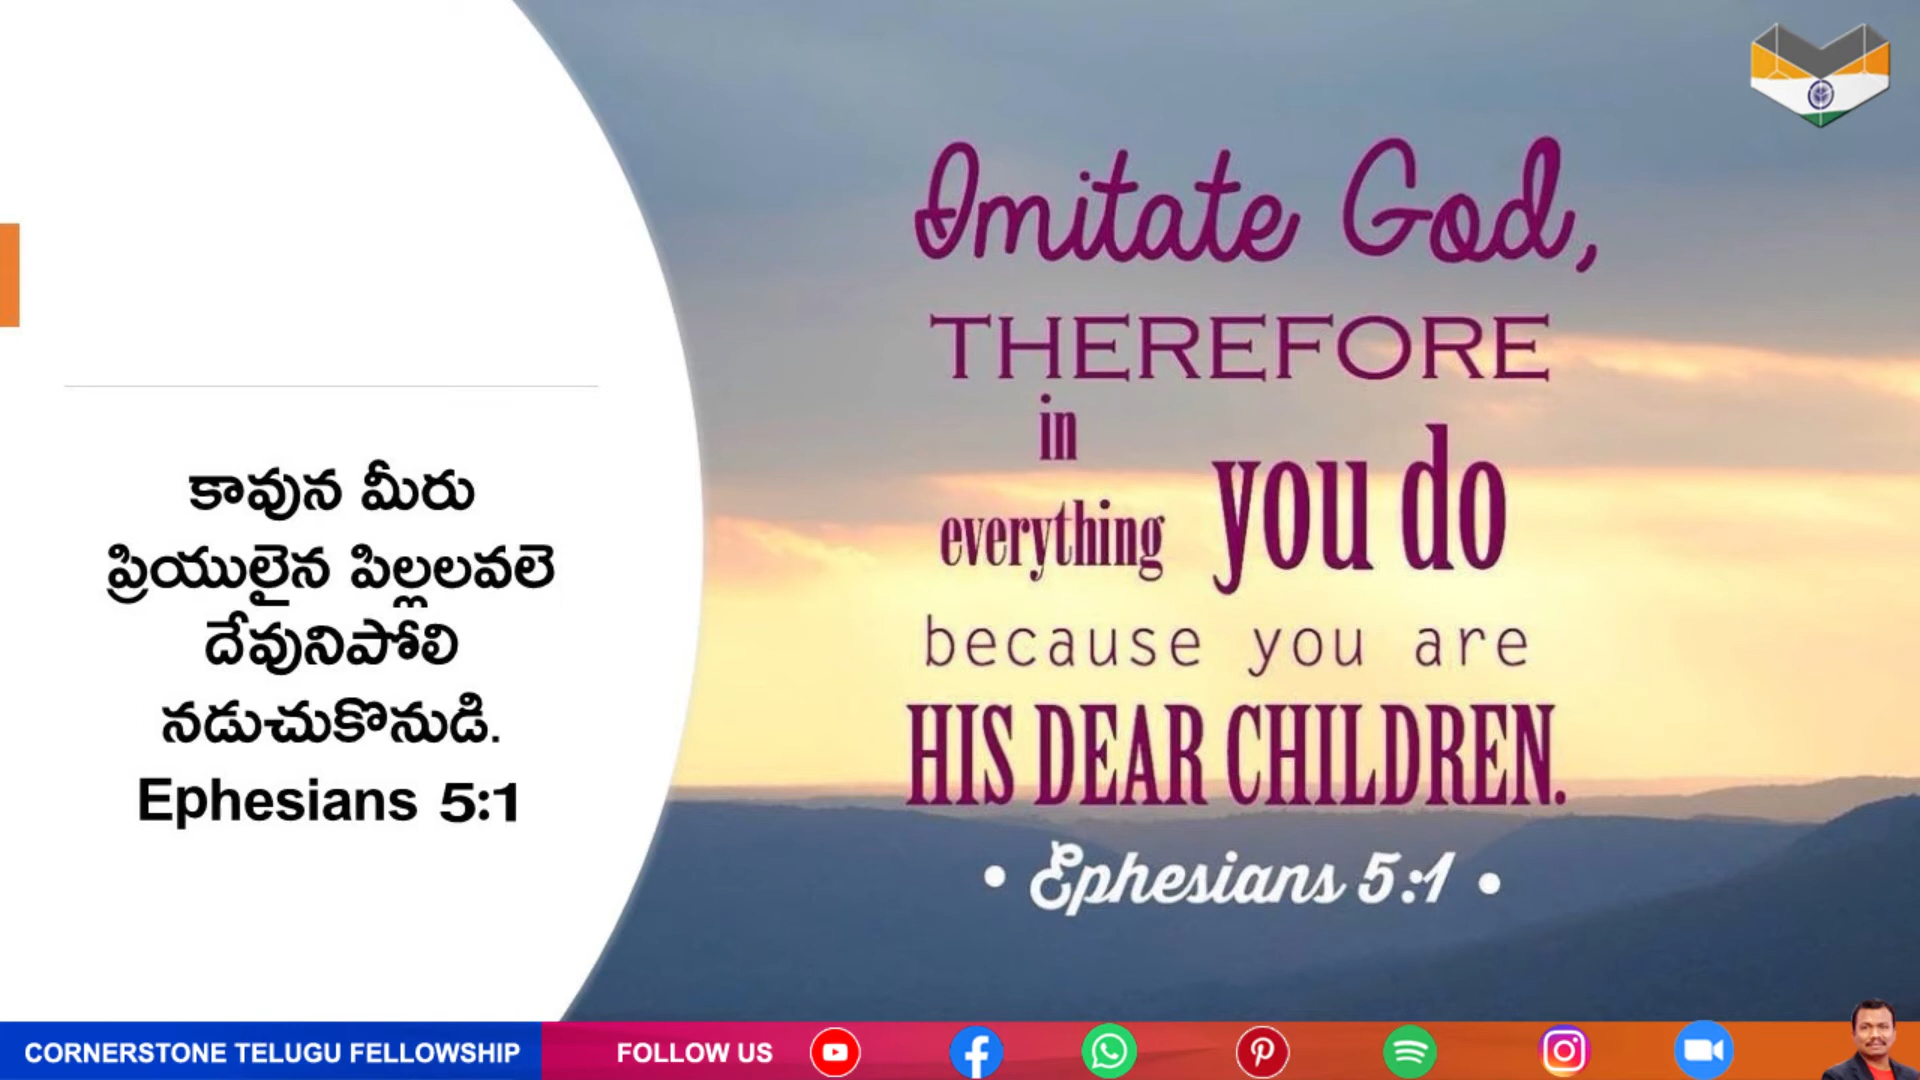 కావున మీరు
ప్రియులైన పిల్లలవలె
దేవునిపోలి
నడుచుకొనుడి.
Ephesians 5:1
Imitate God,
THEREFORE
in
everything you do
because you are
HIS DEAR CHILDREN.
• Ephesians 5:1 •
CORNERSTONE TELUGU FELLOWSHIP FOLLOW US